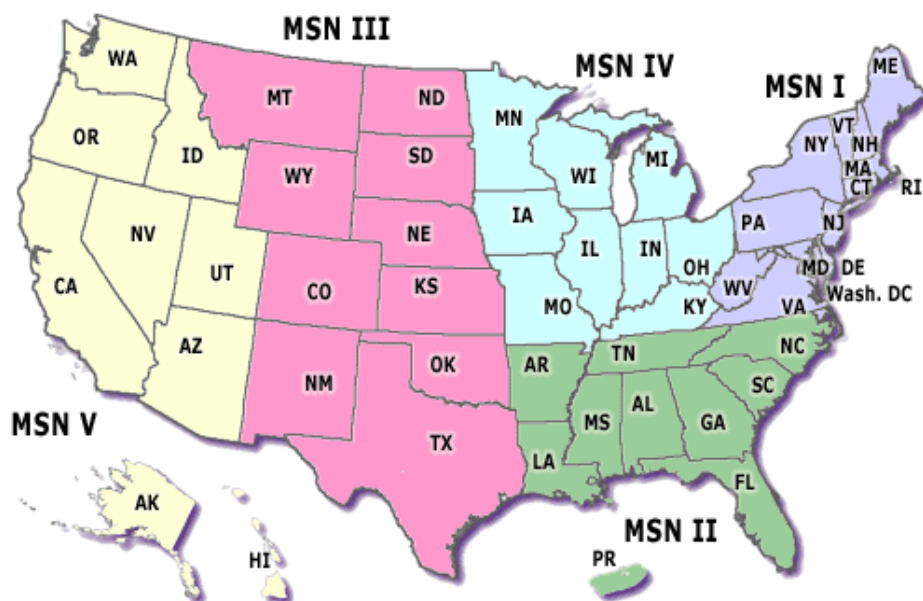 MSN III
MSN IV
MSN I
WA
OR
ID
MT
ND
SD
WY
NE
NV
UT
CA
CO
KS
AZ
NM
OK
TX
MN
WI
MI
IA
IL
IN
OH
MO
KY
ME
VT
NH
NY
MA
CT
RI
PA
NJ
MD
DE
Wash. DC
WV
VA
AR
TN
NC
SC
MS
AL
GA
LA
FL
MSN V
AK
HI
MSN II
PR